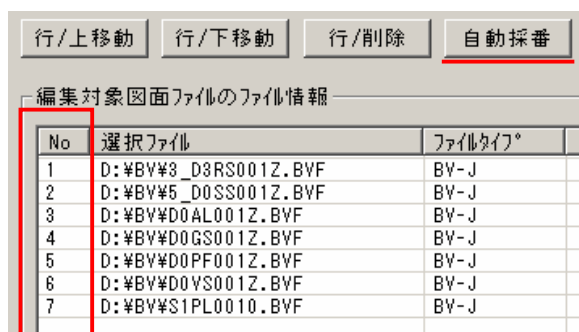 行/上移動 行/下移動 行/削除 自動採番
編集対象図面ﾌｧｲﾙのﾌｧｲﾙ情報
No 選択ﾌｧｲﾙ ﾌｧｲﾙﾀｲﾌﾟ
1 D:¥BV¥3_D3RS001Z.BVF BV-J
2 D:¥BV¥5_D0SS001Z.BVF BV-J
3 D:¥BV¥D0AL001Z.BVF BV-J
4 D:¥BV¥D0GS001Z.BVF BV-J
5 D:¥BV¥D0PF001Z.BVF BV-J
6 D:¥BV¥D0VS001Z.BVF BV-J
7 D:¥BV¥S1PL0010.BVF BV-J